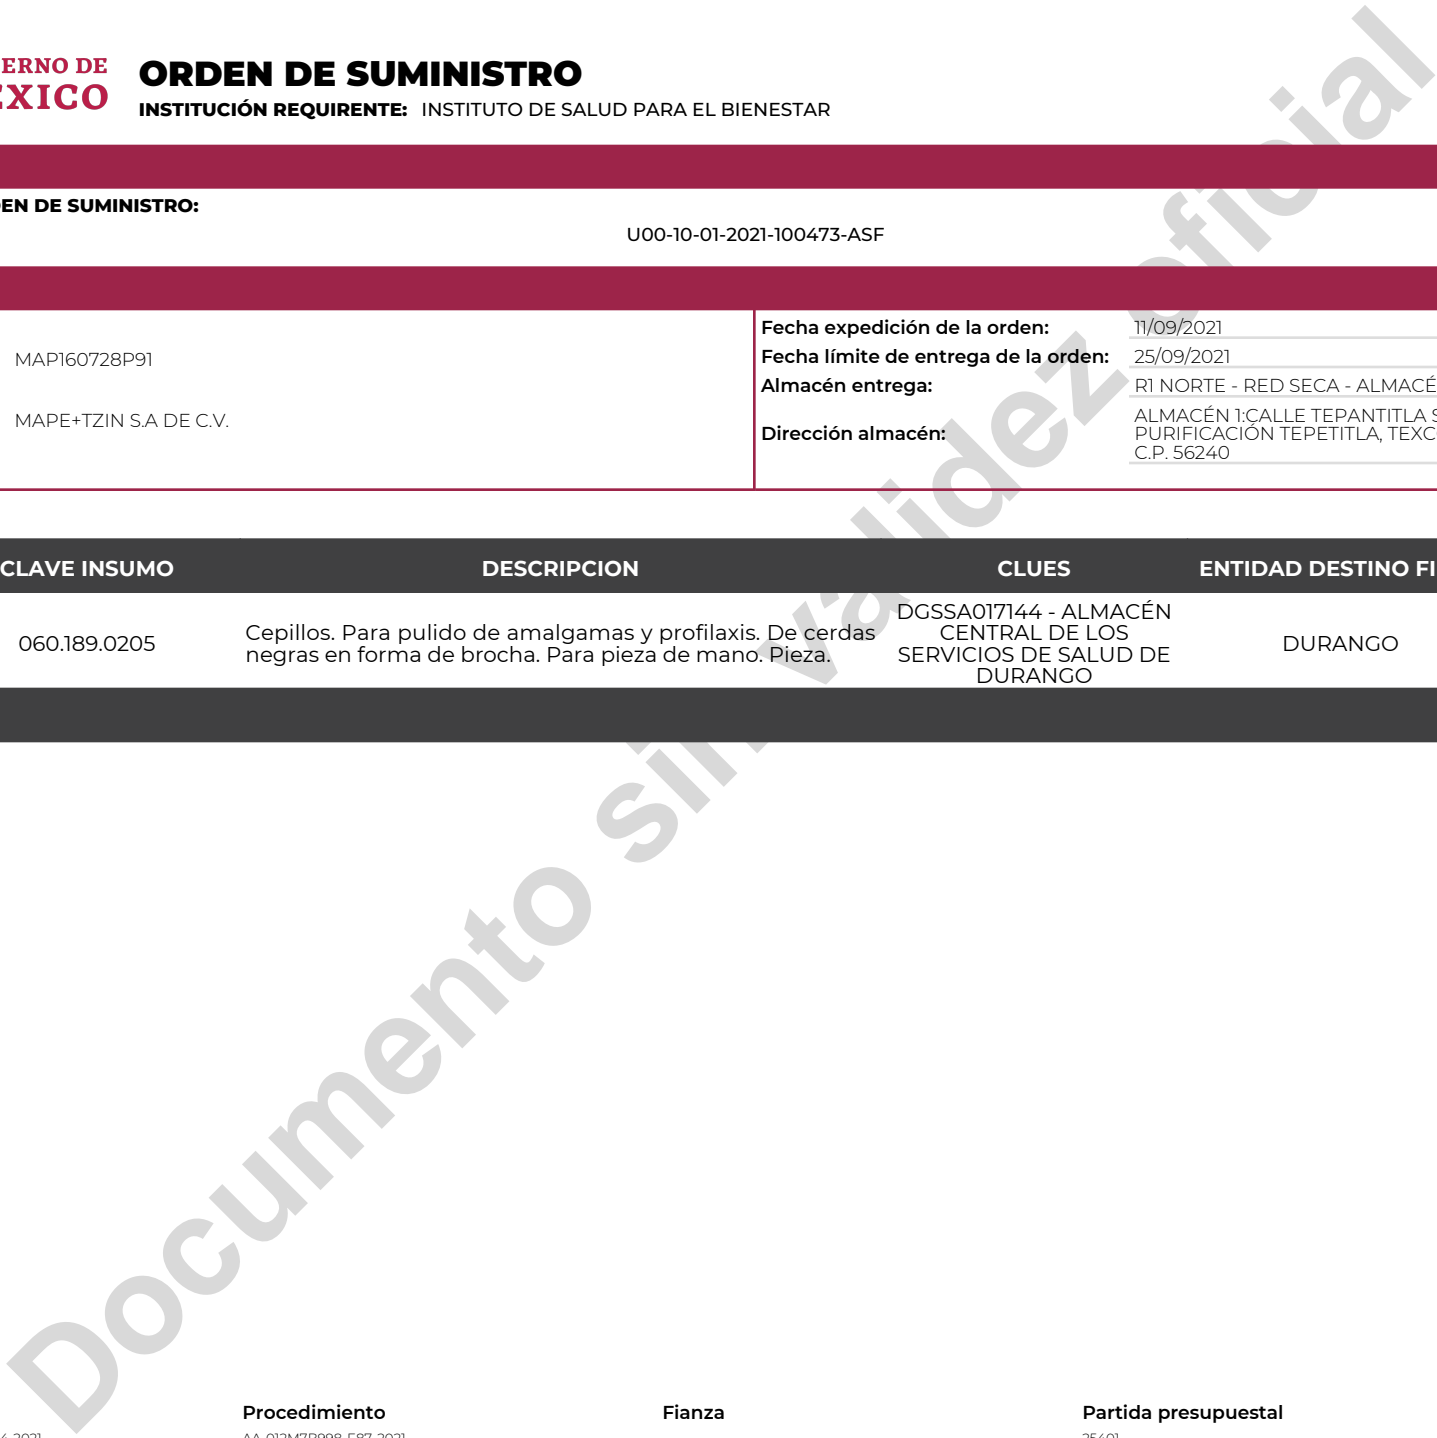 ERNO DE
EXICO
ORDEN DE SUMINISTRO
INSTITUCIÓN REQUIRENTE: INSTITUTO DE SALUD PARA EL BIENESTAR
EN DE SUMINISTRO:
U00-10-01-2021-100473-ASF
MAP160728P91
MAPE+TZIN S.A DE C.V.
Fecha expedición de la orden: 11/09/2021
Fecha límite de entrega de la orden: 25/09/2021
Almacén entrega: R1 NORTE - RED SECA - ALMACÉ
Dirección almacén: ALMACÉN 1:CALLE TEPANTITLA S
PURIFICACIÓN TEPETITLA, TEXC
C.P. 56240
CLAVE INSUMO DESCRIPCION CLUES ENTIDAD DESTINO FI
060.189.0205
Cepillos. Para pulido de amalgamas y profilaxis. De cerdas
negras en forma de brocha. Para pieza de mano. Pieza.
DGSSA017144 - ALMACÉN
CENTRAL DE LOS
SERVICIOS DE SALUD DE
DURANGO
DURANGO
Documento sin validez oficial
Procedimiento Fianza Partida presupuestal